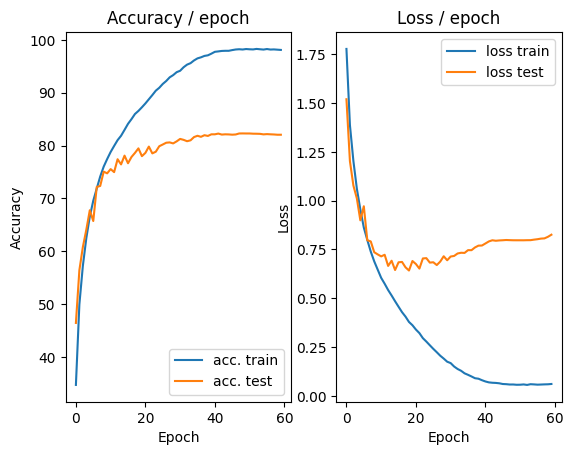 Accuracy / epoch
100
90
80
70
60
50
40
0
20
40
60
Accuracy
Epoch
acc. train
acc. test
Loss / epoch
1.75
1.50
1.25
1.00
0.75
0.50
0.25
0.00
0
20
40
60
Loss
Epoch
loss train
loss test